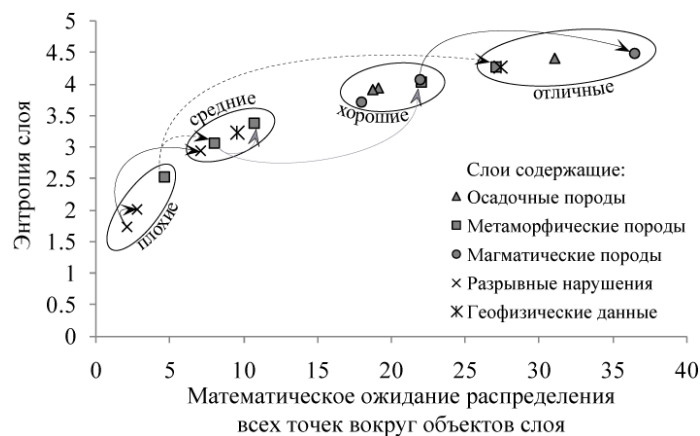 5
4.5
4
3.5
3
2.5
2
1.5
1
0.5
0
Энтропия слоя
плохие
средние
хорошие
отличные
Слои содержащие:
Осадочные породы
Метаморфические породы
Магматические породы
Разрывные нарушения
Геофизические данные
0 5 10 15 20 25 30 35 40
Математическое ожидание распределения
всех точек вокруг объектов слоя